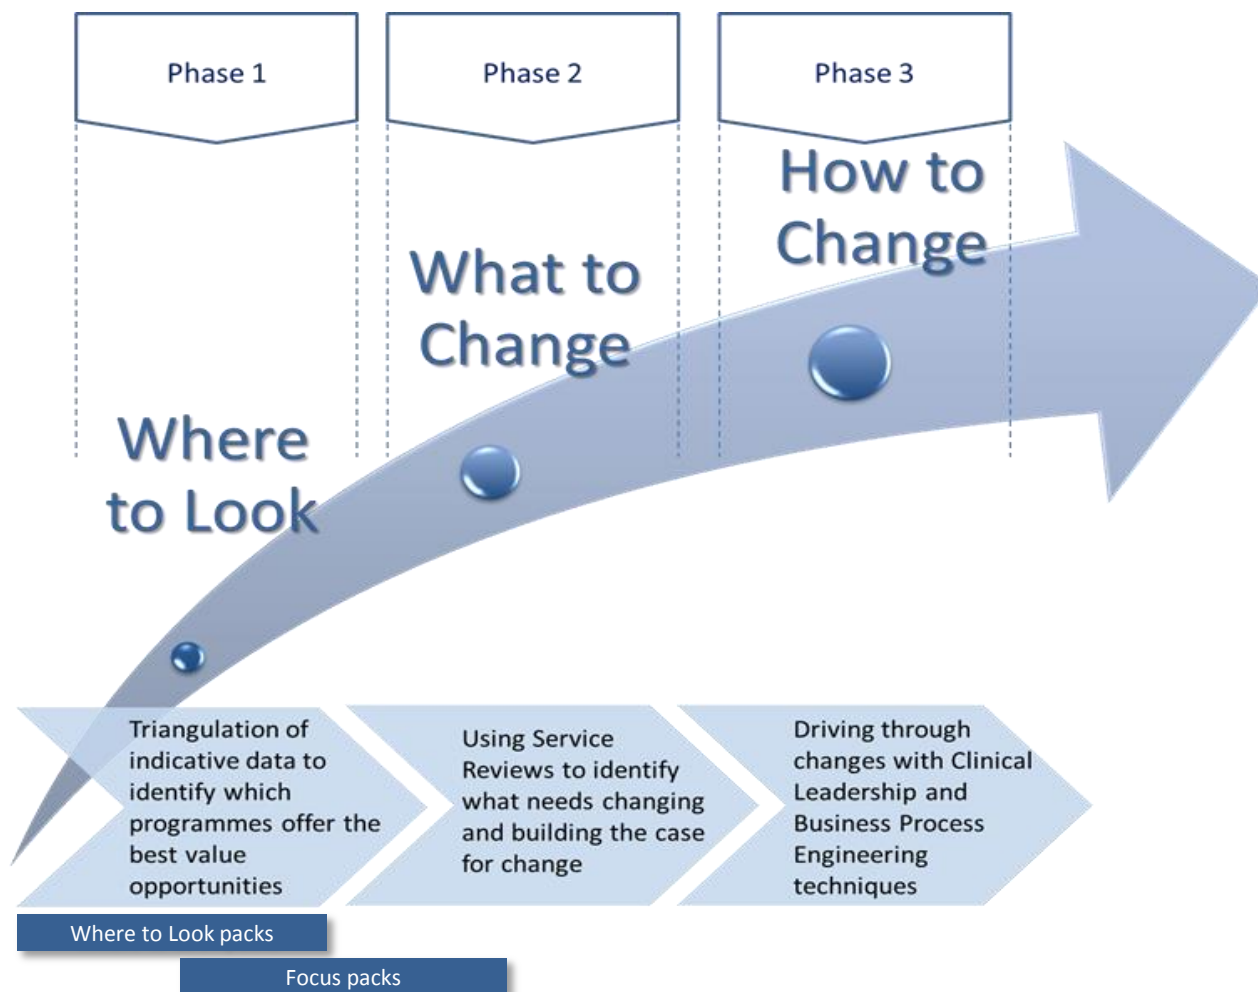 Phase 1
Phase 2
Phase 3
How to
Change
What to
Change
Where
to Look
Triangulation of
indicative data to
identify which
programmes offer the
best value
opportunities
Using Service
Reviews to identify
what needs changing
and building the case
for change
Driving through
changes with Clinical
Leadership and
Business Process
Engineering
techniques
Where to Look packs
Focus packs